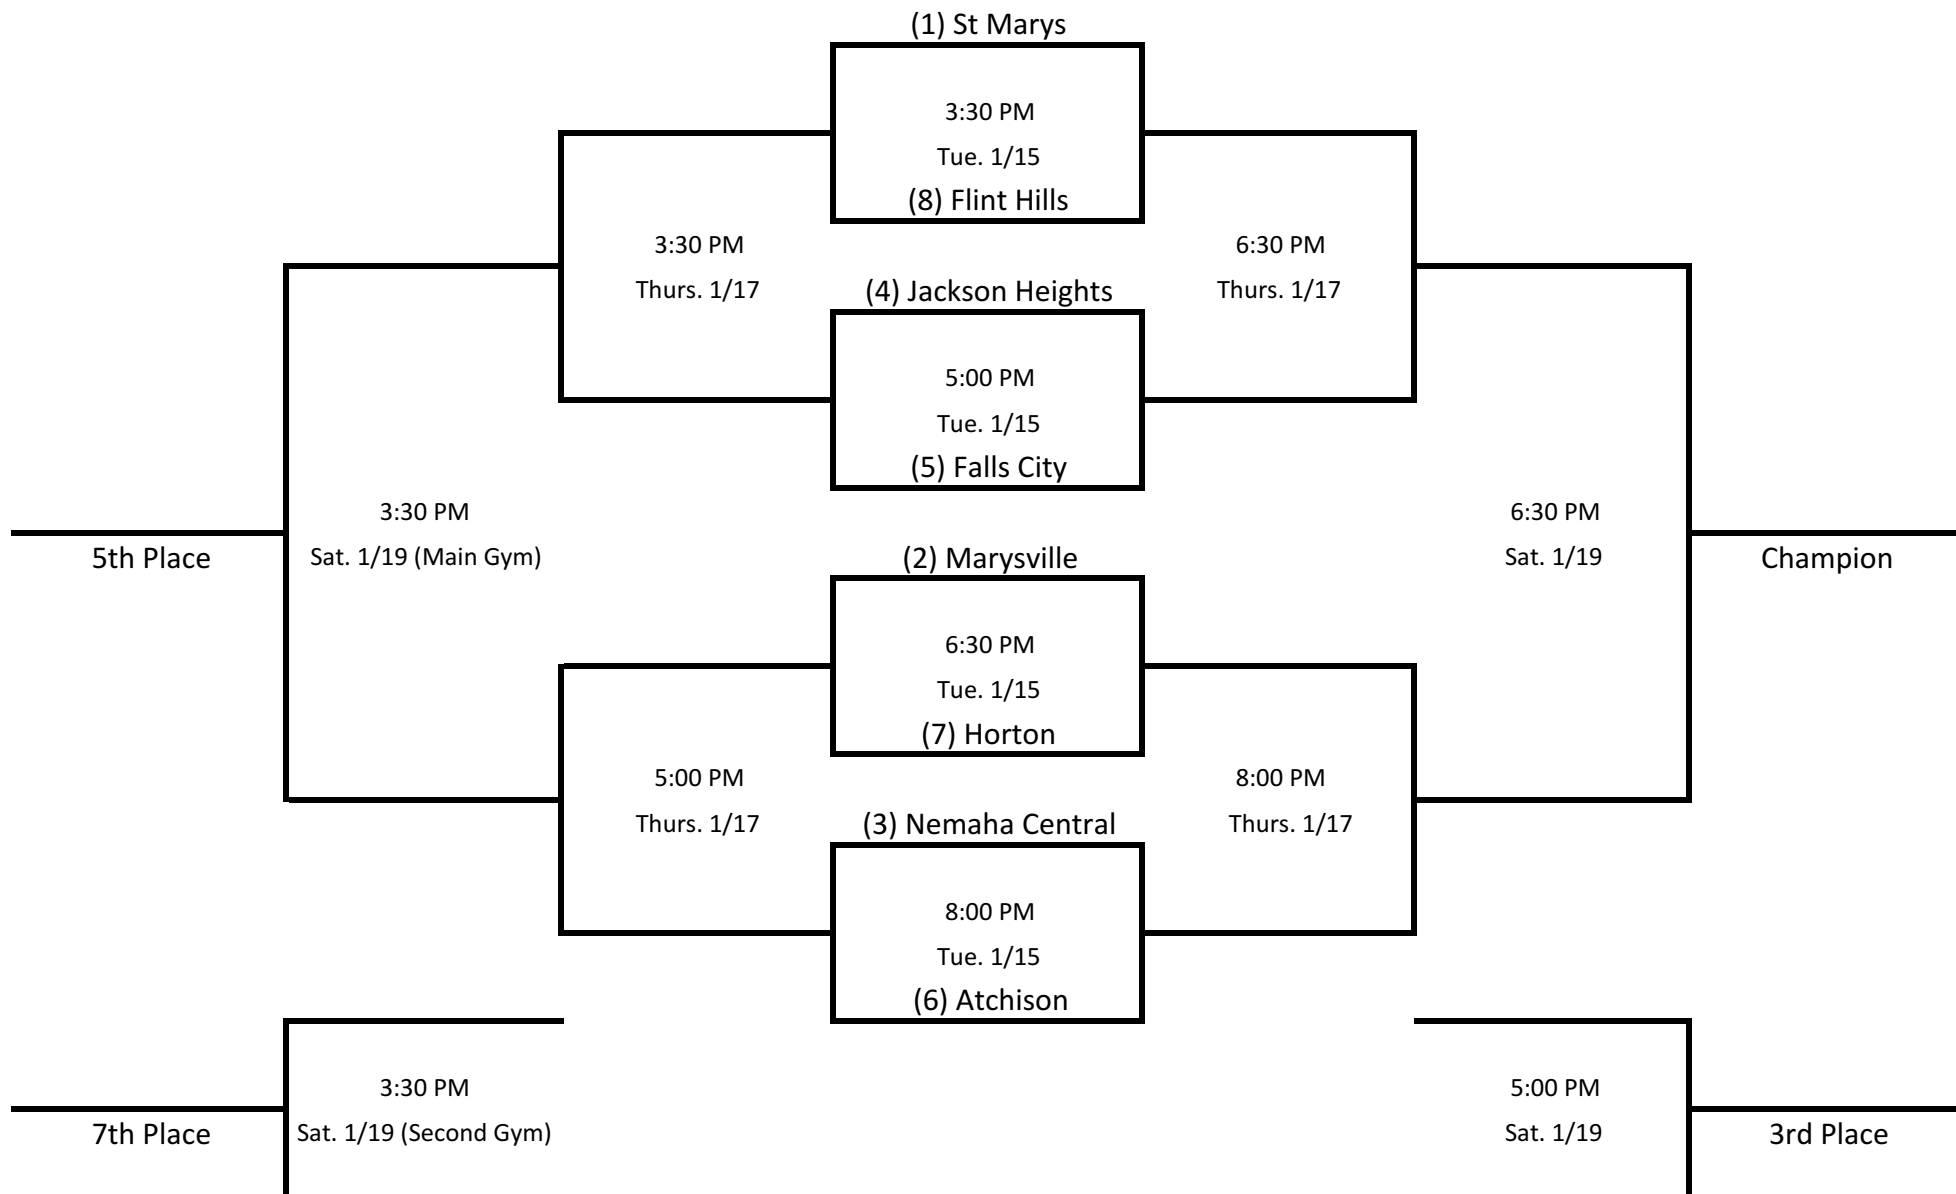 (1) St Marys
3:30 PM
Tue. 1/15
(8) Flint Hills
3:30 PM
Thurs. 1/17
6:30 PM
Thurs. 1/17
(4) Jackson Heights
5:00 PM
Tue. 1/15
(5) Falls City
3:30 PM
Sat. 1/19 (Main Gym)
5th Place
6:30 PM
Sat. 1/19
Champion
(2) Marysville
6:30 PM
Tue. 1/15
(7) Horton
5:00 PM
Thurs. 1/17
8:00 PM
Thurs. 1/17
(3) Nemaha Central
8:00 PM
Tue. 1/15
(6) Atchison
3:30 PM
Sat. 1/19 (Second Gym)
7th Place
5:00 PM
Sat. 1/19
3rd Place